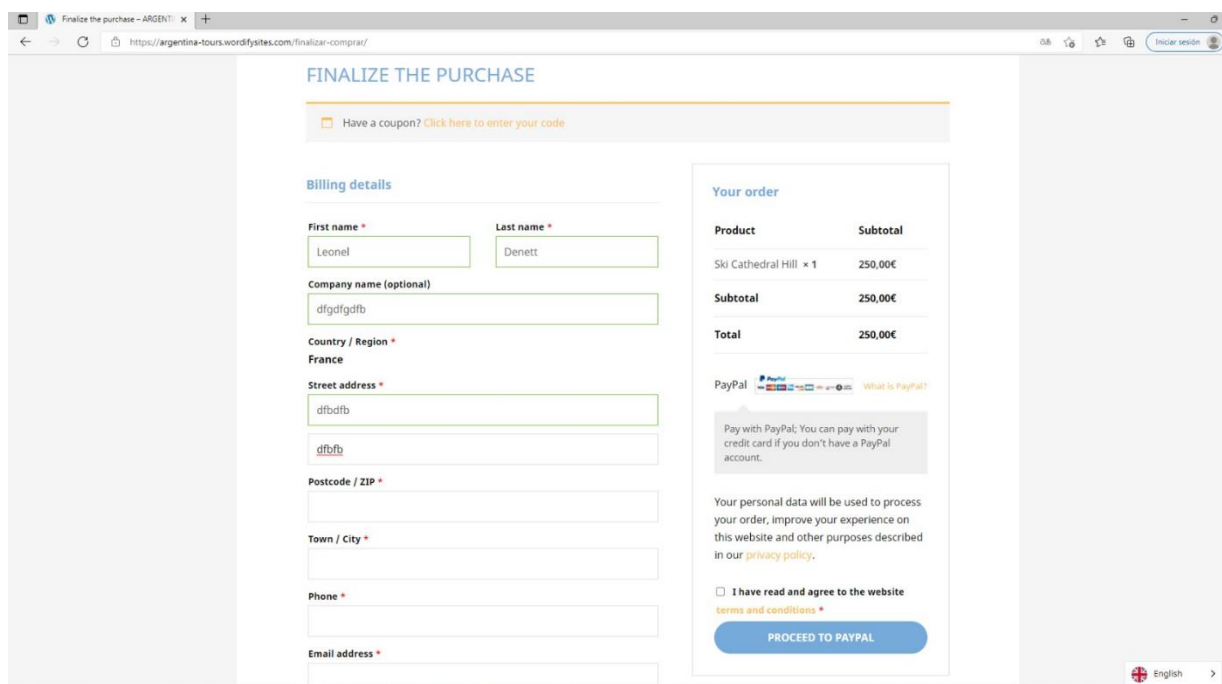 Finalize the purchase – ARGENTI
https://argentina-tours.wordifysites.com/finalizar-comprar/
Iniciar sesión
FINALIZE THE PURCHASE
Have a coupon? Click here to enter your code
Billing details
First name *
Last name *
Leonel
Denett
Company name (optional)
dfgdfgdfb
Country / Region *
France
Street address *
dfbdfb
dfbfb
Postcode / ZIP *
Town / City *
Phone *
Email address *
Your order
Product
Subtotal
Ski Cathedral Hill × 1
250,00€
Subtotal
250,00€
Total
250,00€
PayPal
PayPal
What is PayPal?
Pay with PayPal; You can pay with your
credit card if you don't have a PayPal
account.
Your personal data will be used to process
your order, improve your experience on
this website and other purposes described
in our privacy policy.
I have read and agree to the website
terms and conditions *
PROCEED TO PAYPAL
English